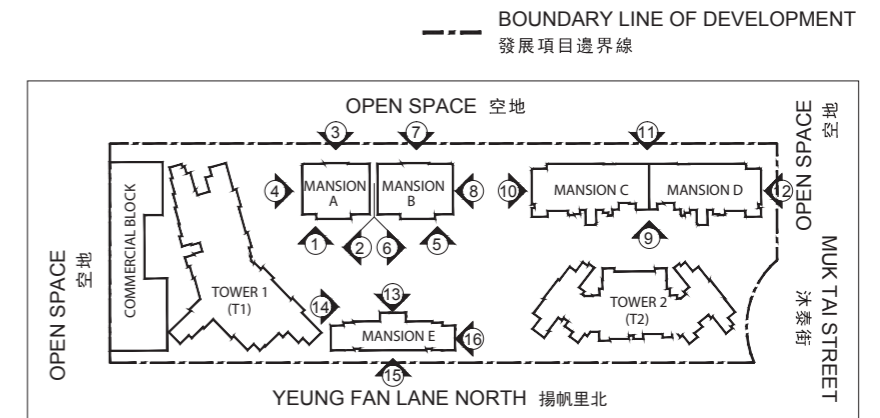 BOUNDARY LINE OF DEVELOPMENT
發展項目邊界線
OPEN SPACE 空地
OPEN SPACE 空地
3
7
11
COMMERCIAL BLOCK
4
MANSION A
MANSION B
8
10
MANSION C
MANSION D
12
1
2
6
5
9
OPEN SPACE 空地
TOWER 1
(T1)
14
13
TOWER 2
(T2)
MUK TAI STREET 沐泰街
MANSION E
16
15
YEUNG FAN LANE NORTH 揚帆里北